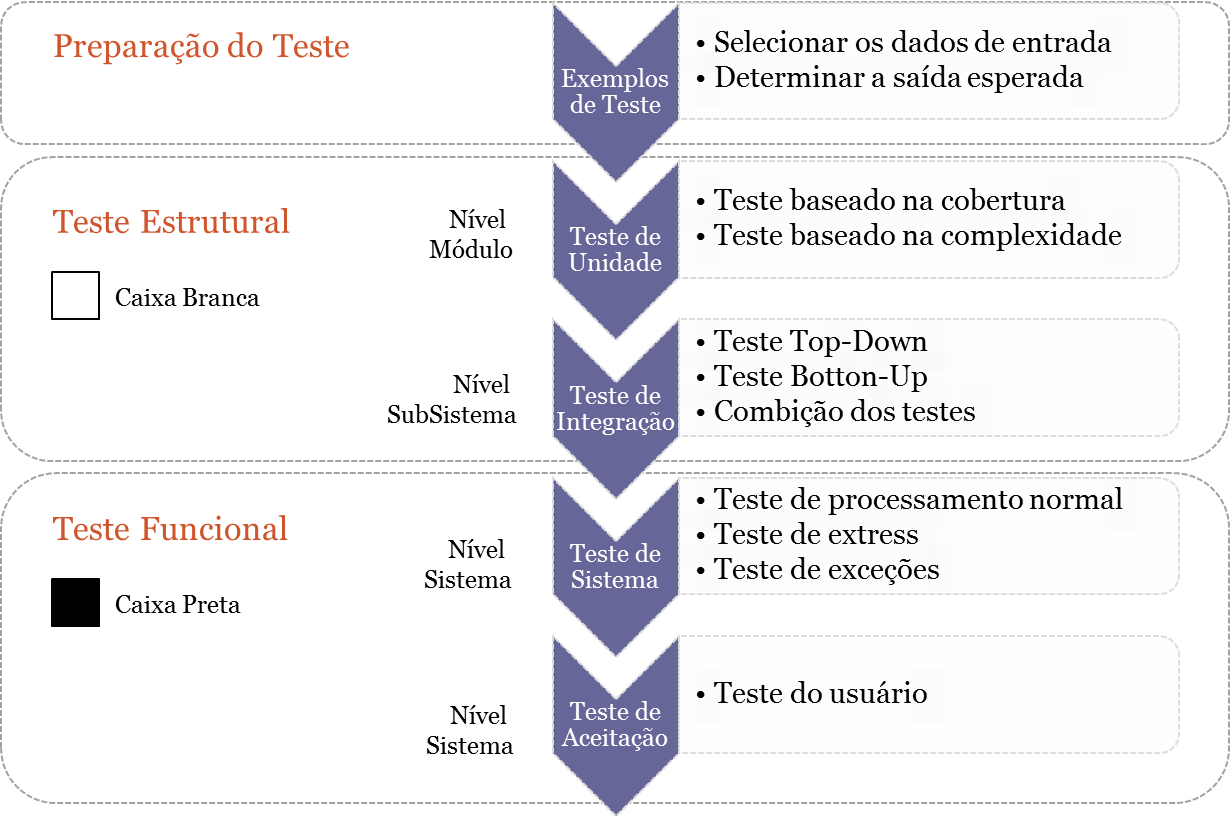 Preparação do Teste
Exemplos
de Teste
• Selecionar os dados de entrada
• Determinar a saída esperada
Teste Estrutural
Caixa Branca
Nível
Módulo
Teste de
Unidade
• Teste baseado na cobertura
• Teste baseado na complexidade
Nível
SubSistema
Teste de
Integração
• Teste Top-Down
• Teste Botton-Up
• Combição dos testes
Teste Funcional
Caixa Preta
Nível
Sistema
Teste de
Sistema
• Teste de processamento normal
• Teste de extress
• Teste de exceções
Nível
Sistema
Teste de
Aceitação
• Teste do usuário